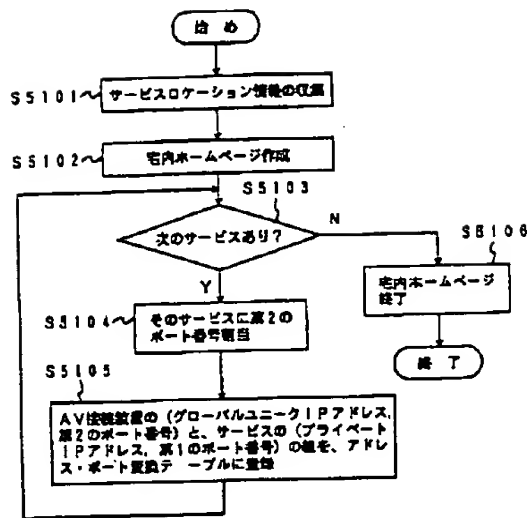 始 め
S5101
サービスロケーション情報の収集
S5102
宅内ホームページ作成
S5103
次のサービスあり？
N
Y
S5106
宅内ホームページ
終了
終 了
S5104
そのサービスに第2の
ポート番号割当
S5105
AV接続装置の（グローバルユニークIPアドレス，
第2のポート番号）と、サービスの（プライベート
IPアドレス，第1のポート番号）の組を、アドレ
ス・ポート変換テーブルに登録